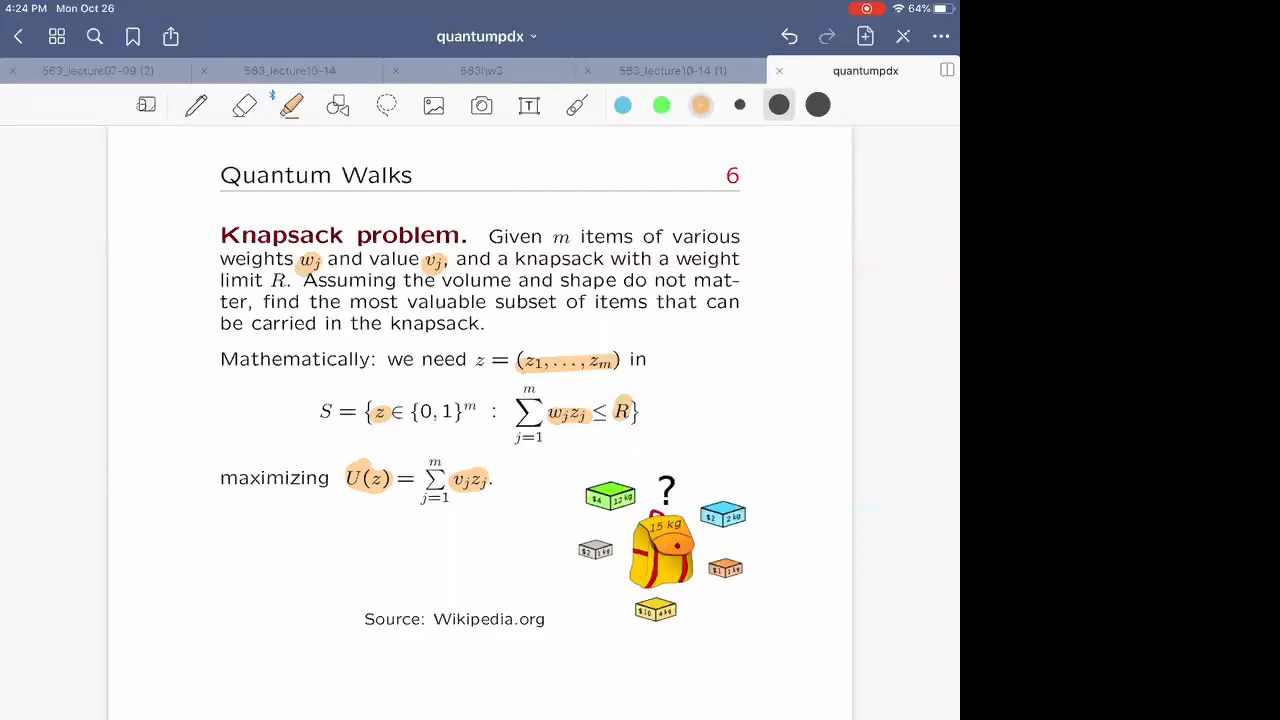 4:24 PM Mon Oct 26
64%
quantumpdx
563_lecture07-09 (2)
563_lecture10-14
563hw3
563_lecture10-14 (1)
quantumpdx
T
Quantum Walks 6
Knapsack problem. Given m items of various
weights w_j and value v_j, and a knapsack with a weight
limit R. Assuming the volume and shape do not mat-
ter, find the most valuable subset of items that can
be carried in the knapsack.
Mathematically: we need z = (z_1, . . . , z_m) in
S = {z ∈ {0, 1}^m : ∑_{j=1}^{m} w_j z_j ≤ R}
maximizing U(z) = ∑_{j=1}^{m} v_j z_j.
?
$4 12 kg
$2 2 kg
15 kg
$2 1 kg
$1 1 kg
$10 4 kg
Source: Wikipedia.org